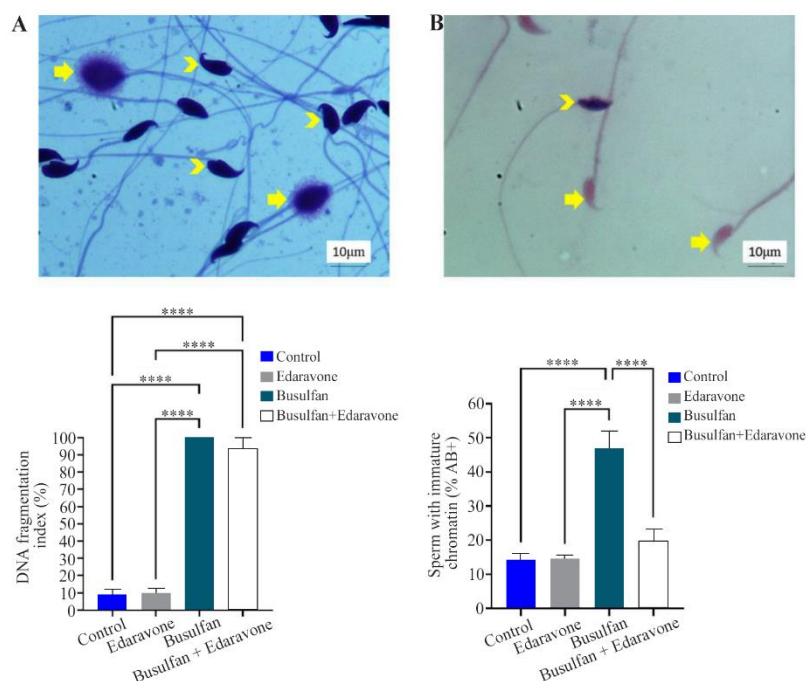 A
10µm
B
10µm
****
****
****
****
Control
Edaravone
Busulfan
Busulfan+Edaravone
DNA fragmentation
index (%)
100
90
80
70
60
50
40
30
20
10
10
0
Control
Edaravone
Busulfan
Busulfan + Edaravone
****
****
****
Control
Edaravone
Busulfan
Busulfan+Edaravone
Sperm with immature
chromatin (% AB+)
60
50
40
30
20
10
0
Control
Edaravone
Busulfan
Busulfan + Edaravone